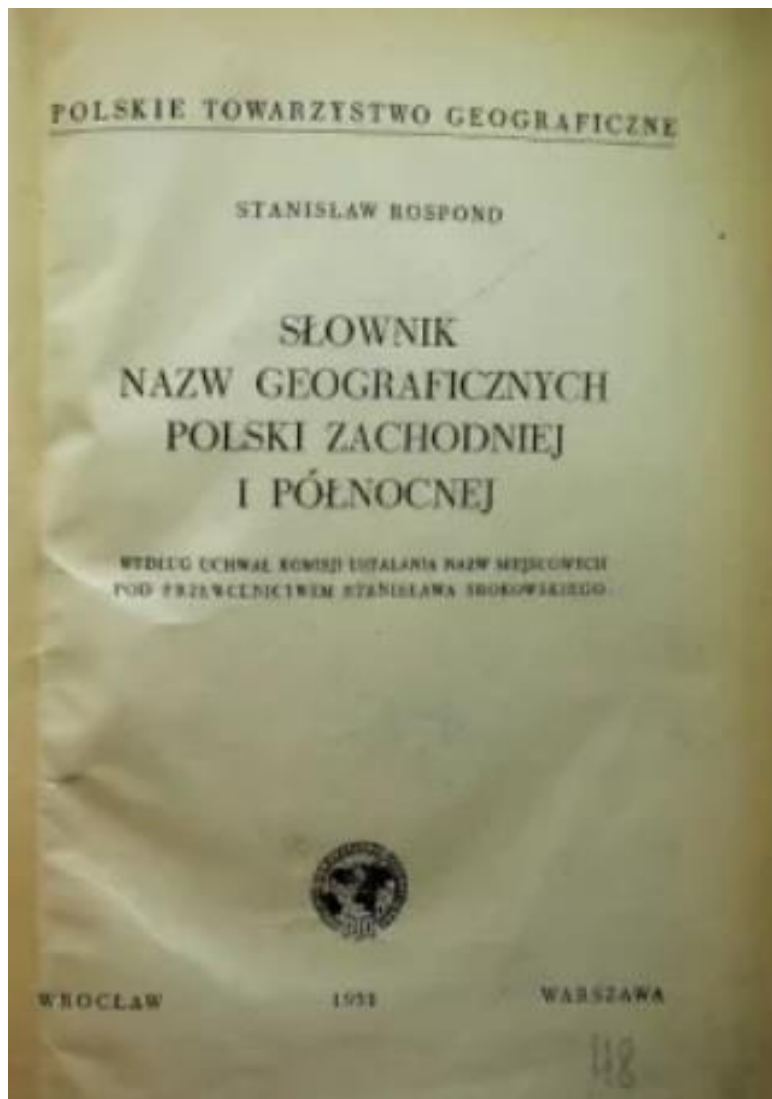 POLSKIE TOWARZYSTWO GEOGRAFICZNE
STANISŁAW ROSPOND
SŁOWNIK
NAZW GEOGRAFICZNYCH
POLSKI ZACHODNIEJ
I PÓŁNOCNEJ
WEDŁUG UCHWAŁ KOMISJI USTALANIA NAZW MIEJSCOWYCH
POD PRZEWODNICTWEM STANISŁAWA SROKOWSKIEGO
WROCŁAW 1951 WARSZAWA
48